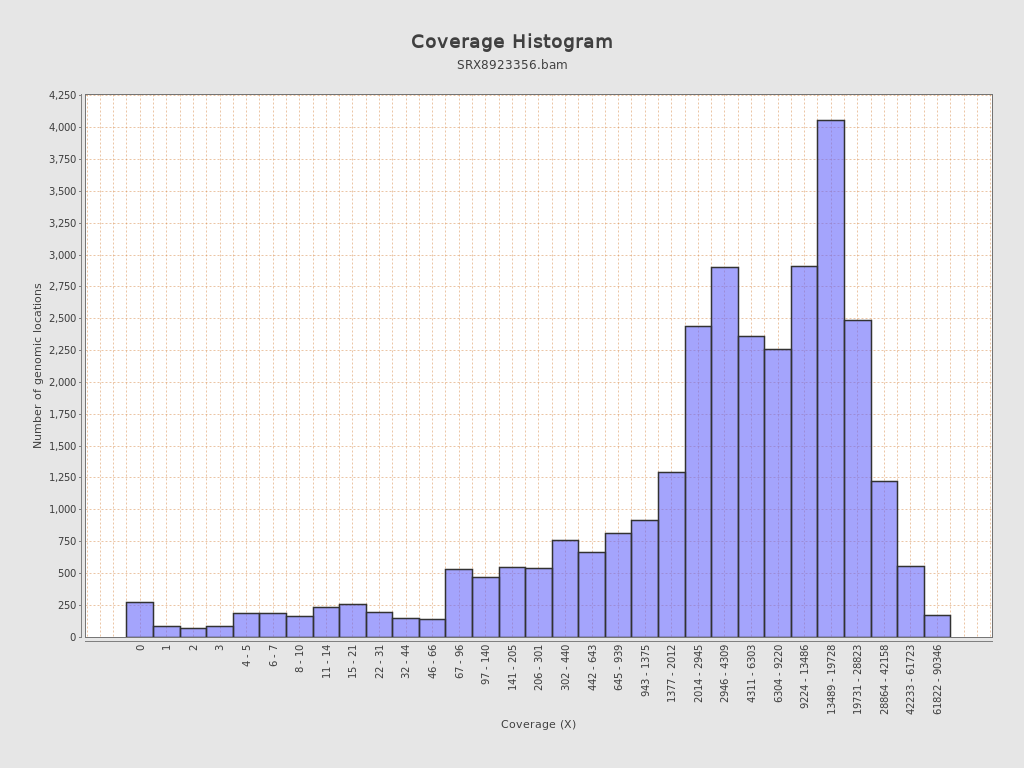 Coverage Histogram
SRX8923356.bam
4,250
4,000
3,750
3,500
3,250
3,000
2,750
2,500
2,250
2,000
1,750
1,500
1,250
1,000
750
500
250
0
Number of genomic locations
0
1
2
3
4 - 5
6 - 7
8 - 10
11 - 14
15 - 21
22 - 31
32 - 44
46 - 66
67 - 96
97 - 140
141 - 205
206 - 301
302 - 440
442 - 643
645 - 939
943 - 1375
1377 - 2012
2014 - 2945
2946 - 4309
4311 - 6303
6304 - 9220
9224 - 13486
13489 - 19728
19731 - 28823
28864 - 42158
42233 - 61723
61822 - 90346
Coverage (X)